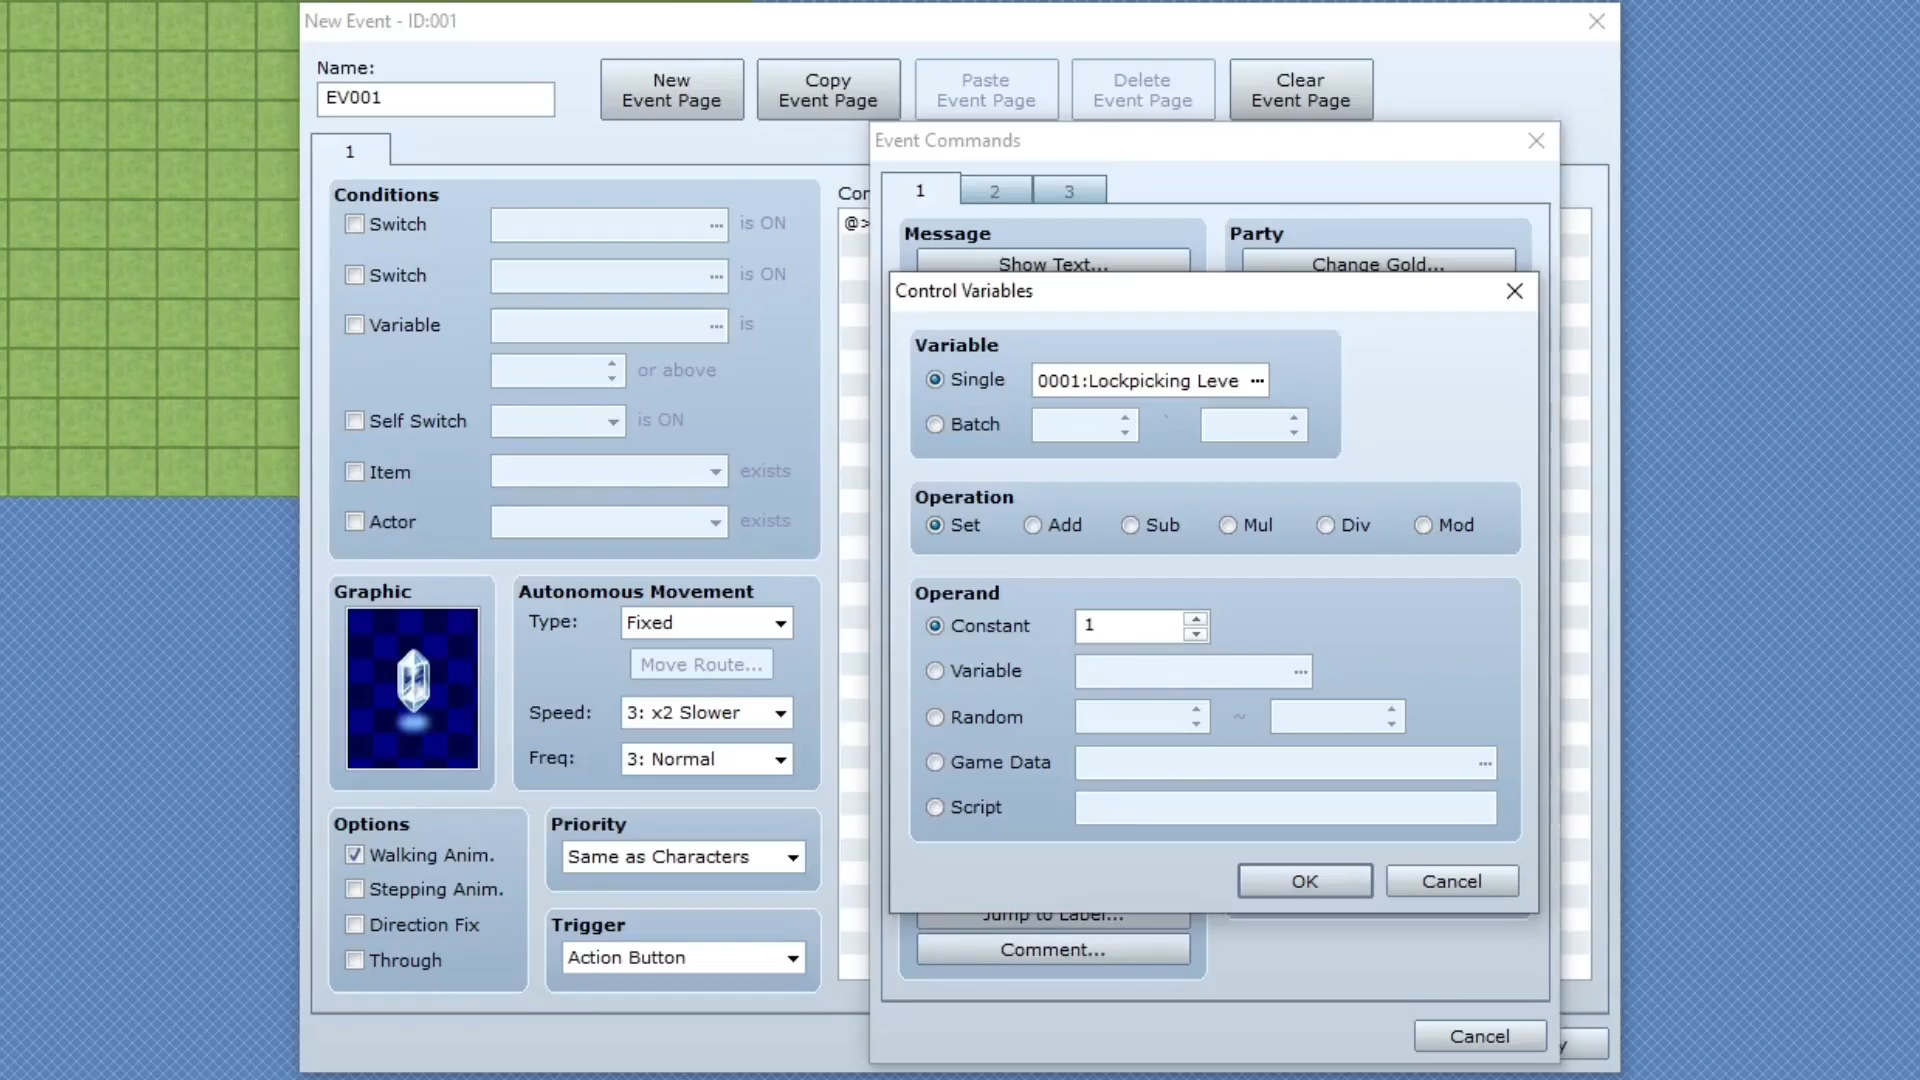 New Event - ID:001
Name:
EV001
New
Event Page
Copy
Event Page
Paste
Event Page
Delete
Event Page
Clear
Event Page
1
Conditions
Switch ... is ON
Switch ... is ON
Variable ... is
or above
Self Switch is ON
Item exists
Actor exists
Graphic
Autonomous Movement
Type: Fixed
Move Route...
Speed: 3: x2 Slower
Freq: 3: Normal
Options
Walking Anim.
Stepping Anim.
Direction Fix
Through
Priority
Same as Characters
Trigger
Action Button
@>
Event Commands
1 2 3
Message
Show Text...
Party
Change Gold...
Control Variables
Variable
Single 0001:Lockpicking Leve ...
Batch
Operation
Set Add Sub Mul Div Mod
Operand
Constant 1
Variable ...
Random ~
Game Data ...
Script
OK Cancel
Jump to Label...
Comment...
Cancel